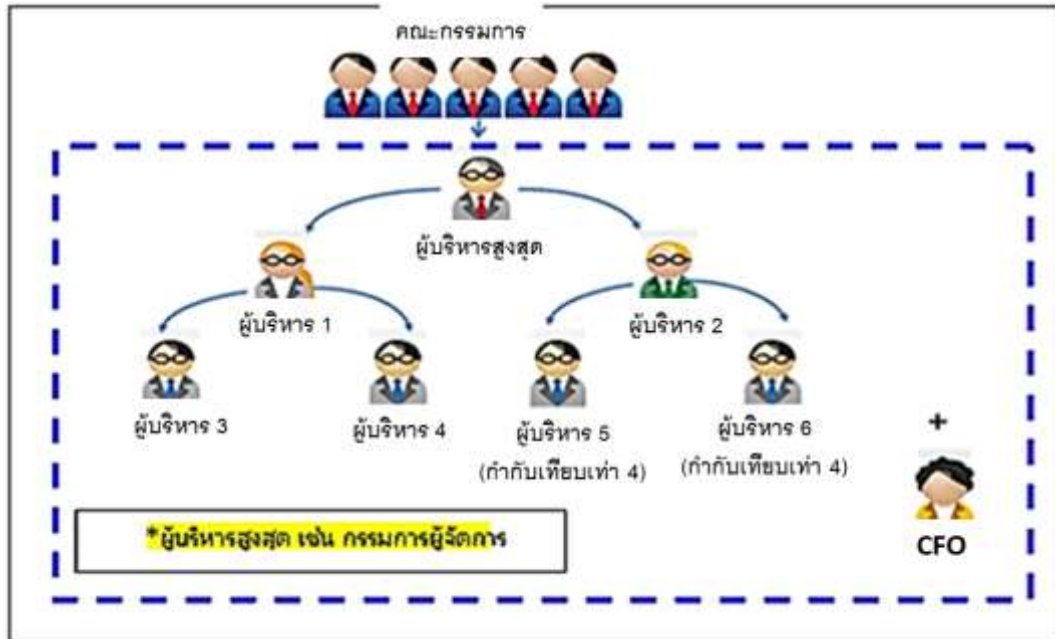 คณะกรรมการ
ผู้บริหารสูงสุด
ผู้บริหาร 1
ผู้บริหาร 2
ผู้บริหาร 3
ผู้บริหาร 4
ผู้บริหาร 5
(กำกับเทียบเท่า 4)
ผู้บริหาร 6
(กำกับเทียบเท่า 4)
+
CFO
*ผู้บริหารสูงสุด เช่น กรรมการผู้จัดการ